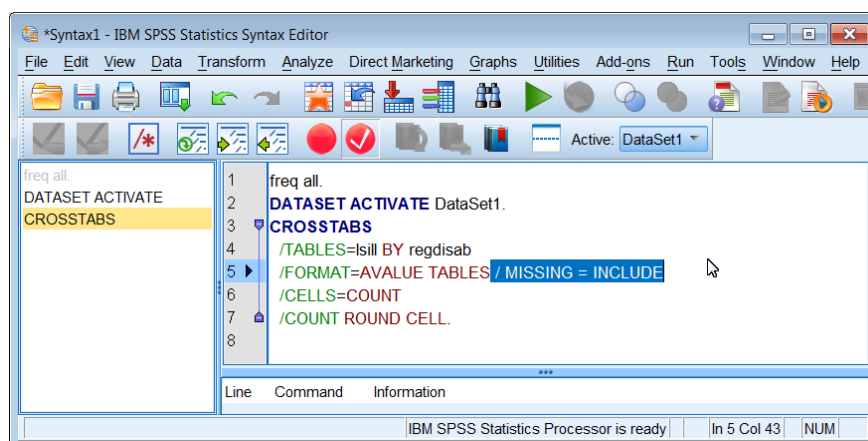 *Syntax1 - IBM SPSS Statistics Syntax Editor
File Edit View Data Transform Analyze Direct Marketing Graphs Utilities Add-ons Run Tools Window Help
/* Active: DataSet1
freq all.
DATASET ACTIVATE
CROSSTABS
1 freq all.
2 DATASET ACTIVATE DataSet1.
3 CROSSTABS
4 /TABLES=lsill BY regdisab
5 /FORMAT=AVALUE TABLES / MISSING = INCLUDE
6 /CELLS=COUNT
7 /COUNT ROUND CELL.
8
Line Command Information
IBM SPSS Statistics Processor is ready In 5 Col 43 NUM